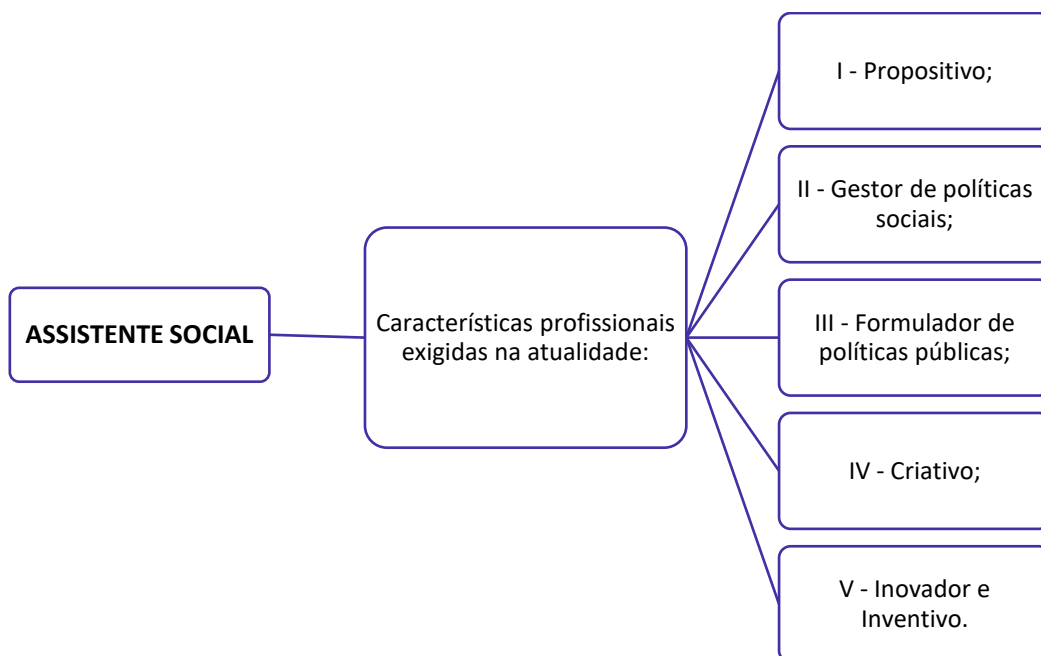 ASSISTENTE SOCIAL
Características profissionais
exigidas na atualidade:
I - Propositivo;
II - Gestor de políticas
sociais;
III - Formulador de
políticas públicas;
IV - Criativo;
V - Inovador e
Inventivo.